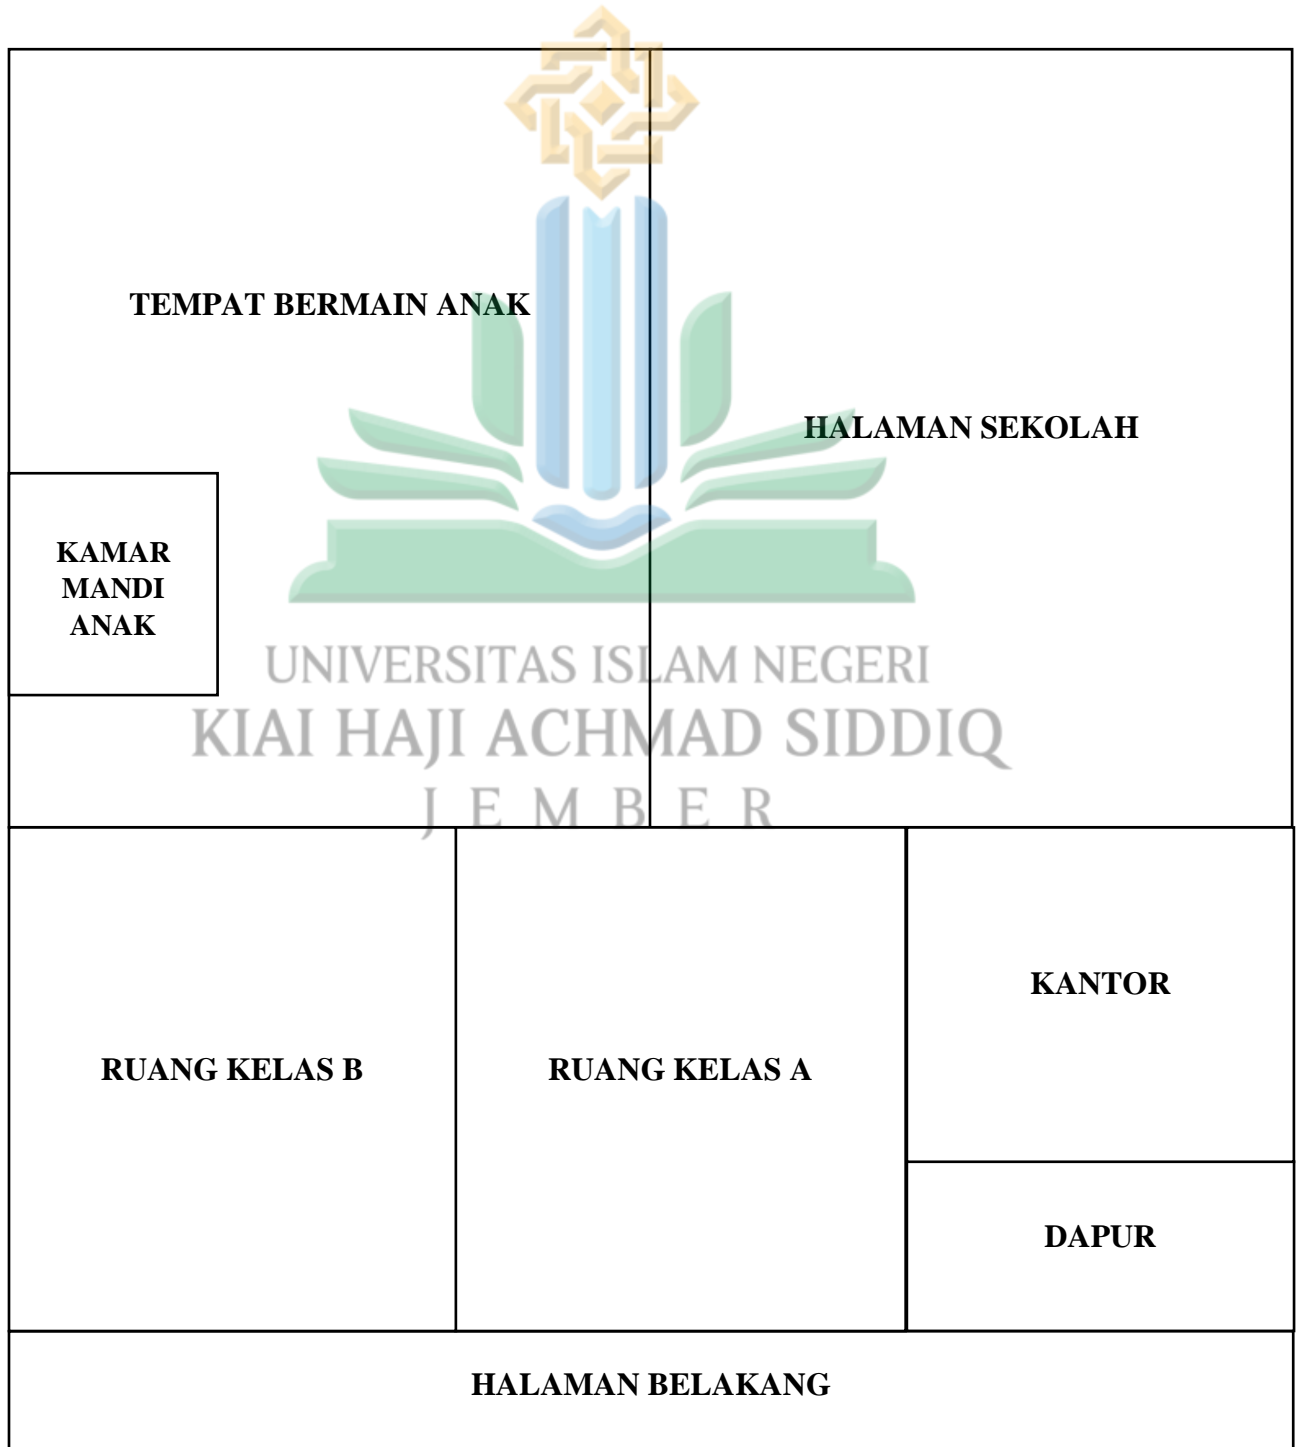 TEMPAT BERMAIN ANAK
HALAMAN SEKOLAH
KAMAR
MANDI
ANAK
UNIVERSITAS ISLAM NEGERI
KIAI HAJI ACHMAD SIDDIQ
JEMBER
KANTOR
RUANG KELAS B
RUANG KELAS A
DAPUR
HALAMAN BELAKANG